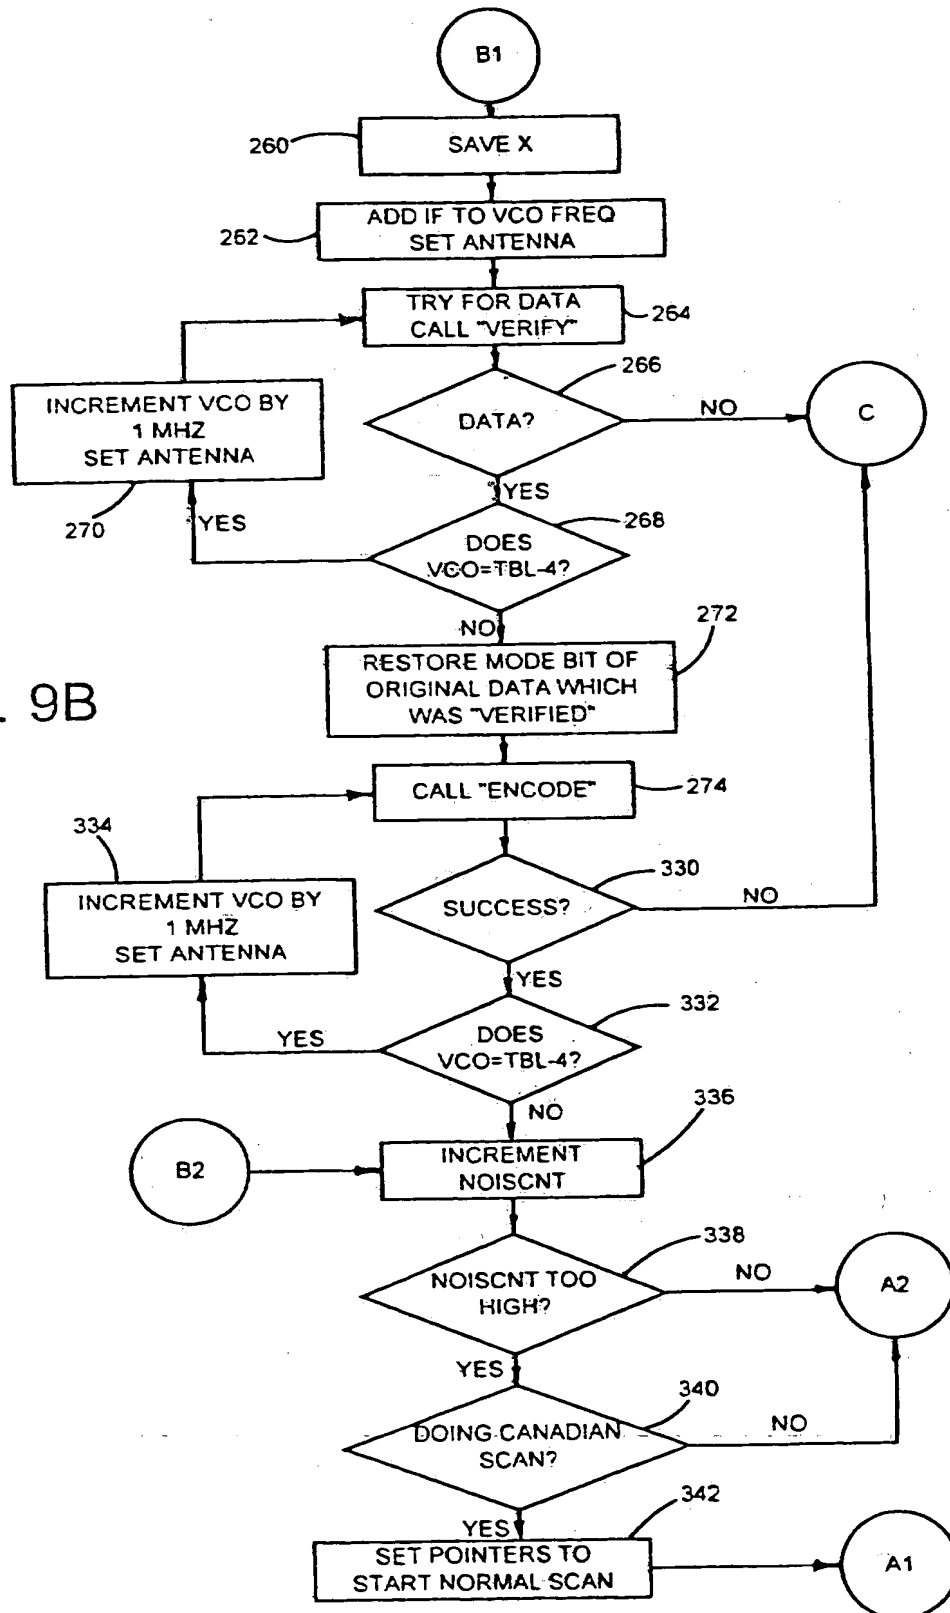 B1
260
SAVE X
262
ADD IF TO VCO FREQ
SET ANTENNA
TRY FOR DATA
CALL "VERIFY"
264
266
INCREMENT VCO BY
1 MHZ
SET ANTENNA
DATA?
NO
C
270
YES
YES
268
DOES
VCO=TBL-4?
NO
272
RESTORE MODE BIT OF
ORIGINAL DATA WHICH
WAS "VERIFIED"
. 9B
CALL "ENCODE"
274
334
330
INCREMENT VCO BY
1 MHZ
SET ANTENNA
SUCCESS?
NO
YES
332
YES
DOES
VCO=TBL-4?
NO
336
B2
INCREMENT
NOISCNT
338
NOISCNT TOO
HIGH?
NO
A2
YES
340
DOING CANADIAN
SCAN?
NO
342
YES
SET POINTERS TO
START NORMAL SCAN
A1